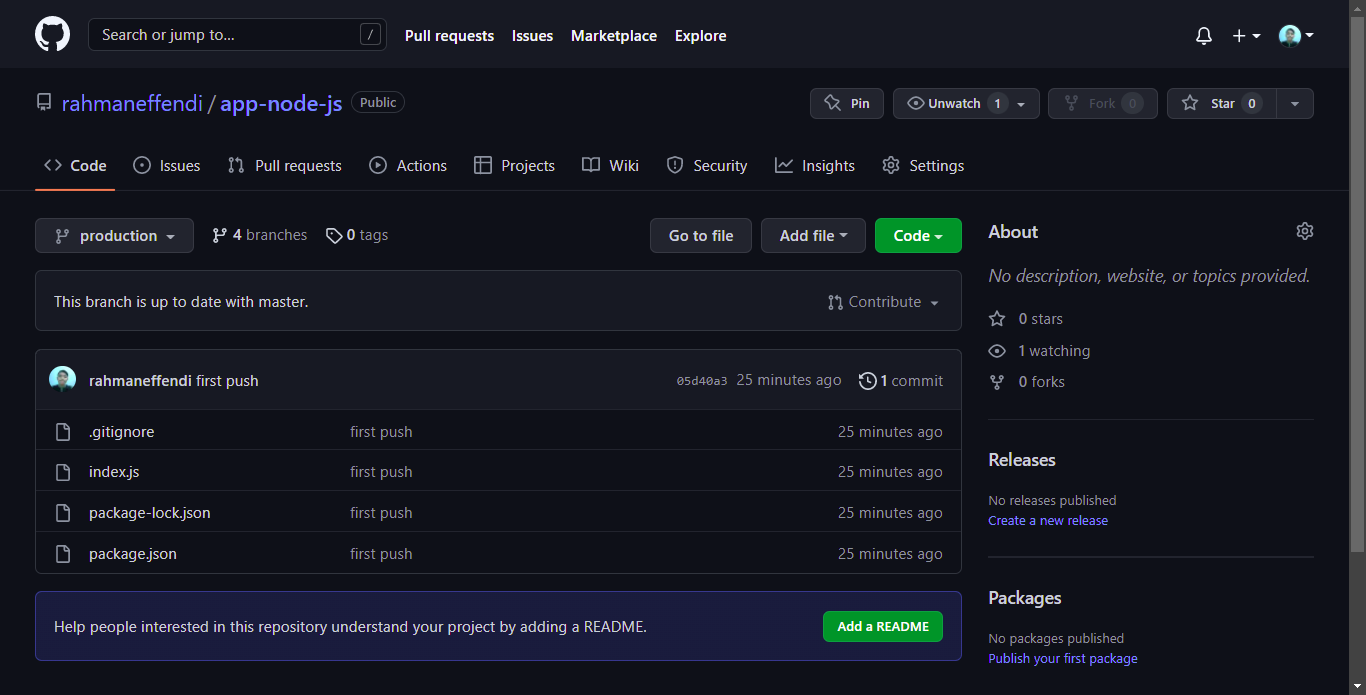 Search or jump to... / Pull requests Issues Marketplace Explore
rahmaneffendi / app-node-js Public Pin Unwatch 1 Fork 0 Star 0
Code Issues Pull requests Actions Projects Wiki Security Insights Settings
production 4 branches 0 tags Go to file Add file Code
This branch is up to date with master. Contribute
rahmaneffendi first push 05d40a3 25 minutes ago 1 commit
.gitignore first push 25 minutes ago
index.js first push 25 minutes ago
package-lock.json first push 25 minutes ago
package.json first push 25 minutes ago
Help people interested in this repository understand your project by adding a README. Add a README
About
No description, website, or topics provided.
0 stars
1 watching
0 forks
Releases
No releases published
Create a new release
Packages
No packages published
Publish your first package